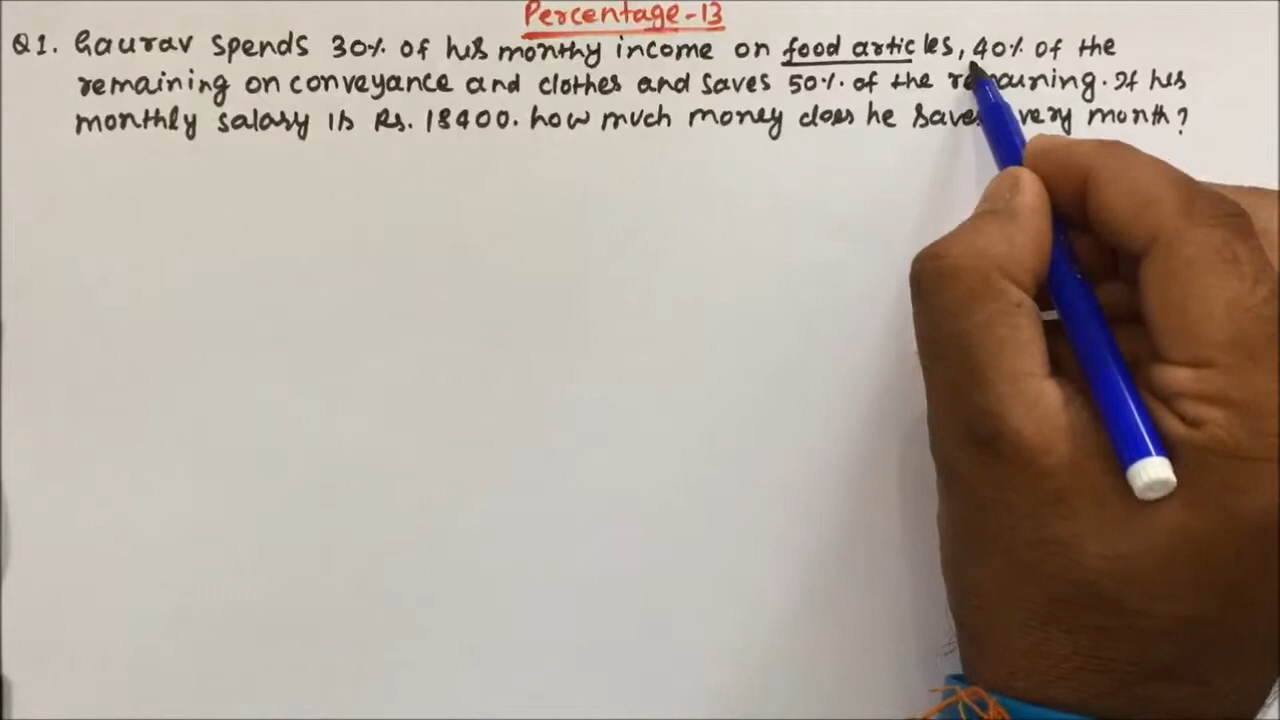 Percentage-13
Q1. Gaurav spends 30% of his monthy income on food articles, 40% of the
remaining on conveyance and clothes and saves 50% of the remaining. If his
monthly salary is Rs. 18400. how much money does he save every month?